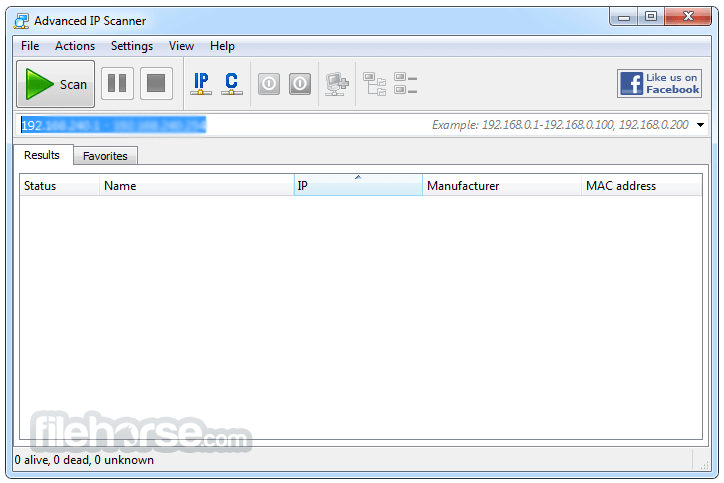 Advanced IP Scanner
File Actions Settings View Help
Scan IP C Like us on
Facebook
192. Example: 192.168.0.1-192.168.0.100, 192.168.0.200
Results Favorites
Status Name IP Manufacturer MAC address
filehorse.com
0 alive, 0 dead, 0 unknown